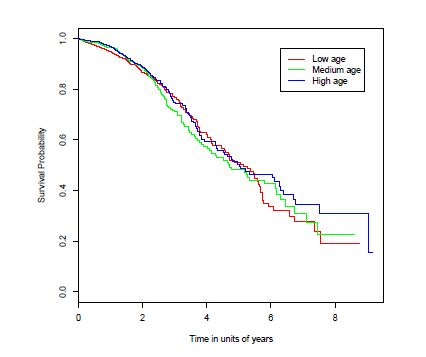 Low age
Medium age
High age
Survival Probability
0.0
0.2
0.4
0.6
0.8
1.0
0 2 4 6 8
Time in units of years